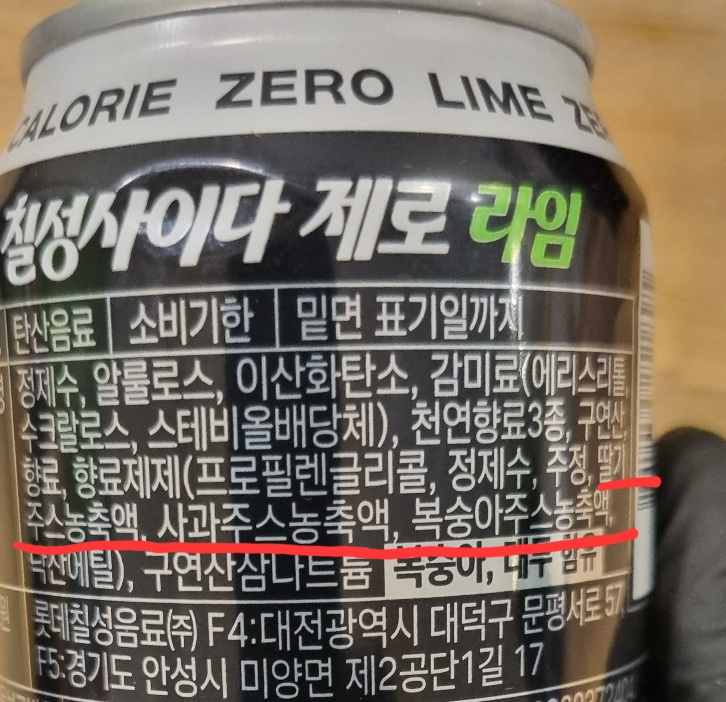 CALORIE ZERO LIME ZE
칠성사이다 제로 라임
탄산음료 소비기한 밑면 표기일까지
정제수, 알룰로스, 이산화탄소, 감미료(에리스리톨,
수크랄로스, 스테비올배당체), 천연향료3종, 구연산,
향료, 향료제제(프로필렌글리콜, 정제수, 주정, 딸기
주스농축액, 사과주스농축액, 복숭아주스농축액,
낙산에틸), 구연산삼나트륨 복숭아, 대두 함유
롯데칠성음료㈜ F4:대전광역시 대덕구 문평서로 57,
F5:경기도 안성시 미양면 제2공단1길 17